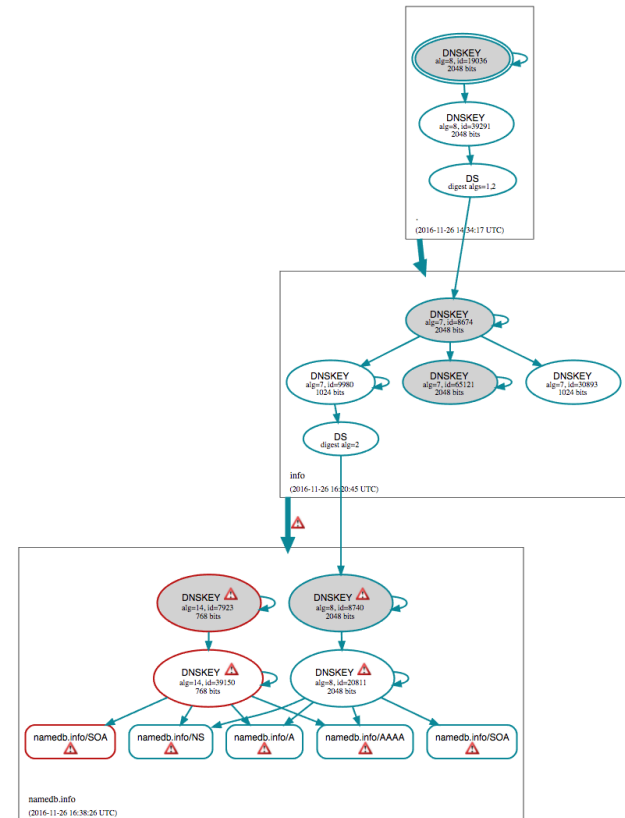 DNSKEY
alg=8, id=19036
2048 bits
DNSKEY
alg=8, id=39291
2048 bits
DS
digest algs=1,2
.
(2016-11-26 14:34:17 UTC)
DNSKEY
alg=7, id=8674
2048 bits
DNSKEY
alg=7, id=9980
1024 bits
DNSKEY
alg=7, id=65121
2048 bits
DNSKEY
alg=7, id=30893
1024 bits
DS
digest alg=2
info
(2016-11-26 16:20:45 UTC)
DNSKEY
alg=14, id=7923
768 bits
DNSKEY
alg=8, id=8740
2048 bits
DNSKEY
alg=14, id=39150
768 bits
DNSKEY
alg=8, id=20811
2048 bits
namedb.info/SOA
namedb.info/NS
namedb.info/A
namedb.info/AAAA
namedb.info/SOA
namedb.info
(2016-11-26 16:38:26 UTC)